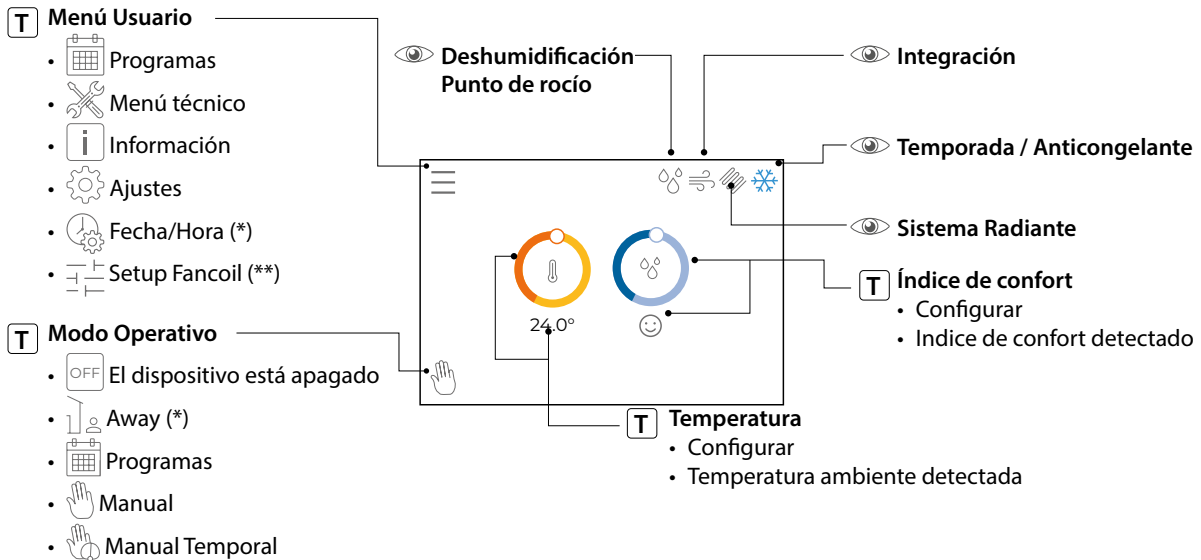 T Menú Usuario
• Programas
• Menú técnico
• i Información
• Ajustes
• Fecha/Hora (*)
• Setup Fancoil (**)
T Modo Operativo
• OFF El dispositivo está apagado
• Away (*)
• Programas
• Manual
• Manual Temporal
Deshumidificación
Punto de rocío
Integración
Temporada / Anticongelante
Sistema Radiante
T Índice de confort
• Configurar
• Indice de confort detectado
24.0°
T Temperatura
• Configurar
• Temperatura ambiente detectada